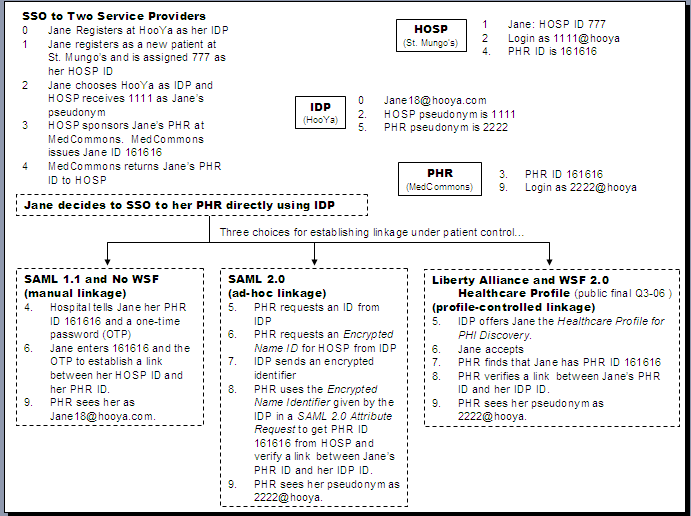 SSO to Two Service Providers
0 Jane Registers at HooYa as her IDP
1 Jane registers as a new patient at
St. Mungo's and is assigned 777 as
her HOSP ID
2 Jane chooses HooYa as IDP and
HOSP receives 1111 as Jane's
pseudonym
3 HOSP sponsors Jane's PHR at
MedCommons. MedCommons
issues Jane ID 161616
4 MedCommons returns Jane's PHR
ID to HOSP
HOSP
(St. Mungo's)
1 Jane: HOSP ID 777
2 Login as 1111@hooya
4. PHR ID is 161616
IDP
(HooYa)
0 Jane18@hooya.com
2. HOSP pseudonym is 1111
5. PHR pseudonym is 2222
PHR
(MedCommons)
3. PHR ID 161616
9. Login as 2222@hooya
Jane decides to SSO to her PHR directly using IDP
Three choices for establishing linkage under patient control...
SAML 1.1 and No WSF
(manual linkage)
4. Hospital tells Jane her PHR
ID 161616 and a one-time
password (OTP)
6. Jane enters 161616 and the
OTP to establish a link
between her HOSP ID and
her PHR ID.
9. PHR sees her as
Jane18@hooya.com.
SAML 2.0
(ad-hoc linkage)
5. PHR requests an ID from
IDP
6. PHR requests an Encrypted
Name ID for HOSP from IDP
7. IDP sends an encrypted
identifier
8. PHR uses the Encrypted
Name Identifier given by the
IDP in a SAML 2.0 Attribute
Request to get PHR ID
161616 from HOSP and
verify a link between Jane's
PHR ID and her IDP ID.
9. PHR sees her pseudonym as
2222@hooya.
Liberty Alliance and WSF 2.0
Healthcare Profile (public final Q3-06 )
(profile-controlled linkage)
5. IDP offers Jane the Healthcare Profile for
PHI Discovery.
6. Jane accepts
7. PHR finds that Jane has PHR ID 161616
8. PHR verifies a link between Jane's PHR
ID and her IDP ID.
9. PHR sees her pseudonym as
2222@hooya.